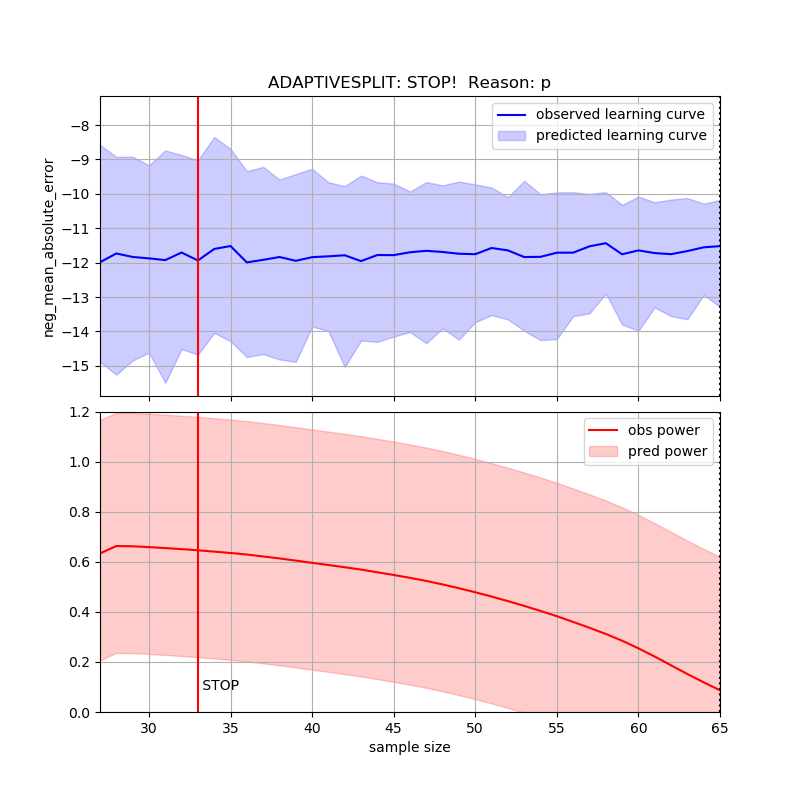 ADAPTIVESPLIT: STOP!  Reason: p
observed learning curve
predicted learning curve
neg_mean_absolute_error
−8
−9
−10
−11
−12
−13
−14
−15
obs power
pred power
1.2
1.0
0.8
0.6
0.4
0.2
0.0
STOP
30 35 40 45 50 55 60 65
sample size